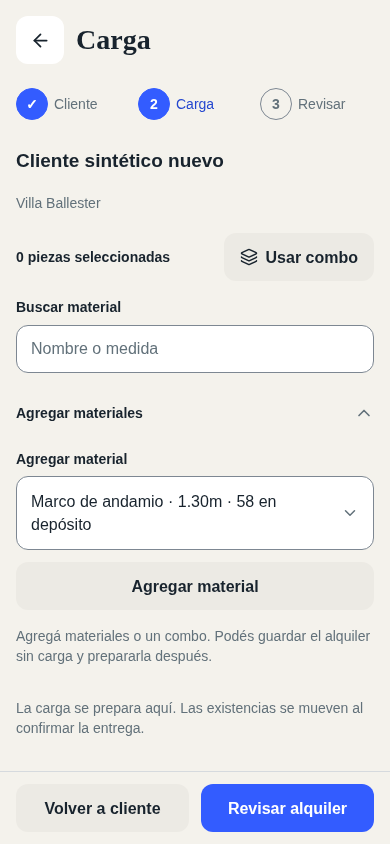 Carga
✓ Cliente
2 Carga
3 Revisar
Cliente sintético nuevo
Villa Ballester
0 piezas seleccionadas
Usar combo
Buscar material
Nombre o medida
Agregar materiales
Agregar material
Marco de andamio · 1.30m · 58 en
depósito
Agregar material
Agregá materiales o un combo. Podés guardar el alquiler
sin carga y prepararla después.
La carga se prepara aquí. Las existencias se mueven al
confirmar la entrega.
Volver a cliente
Revisar alquiler